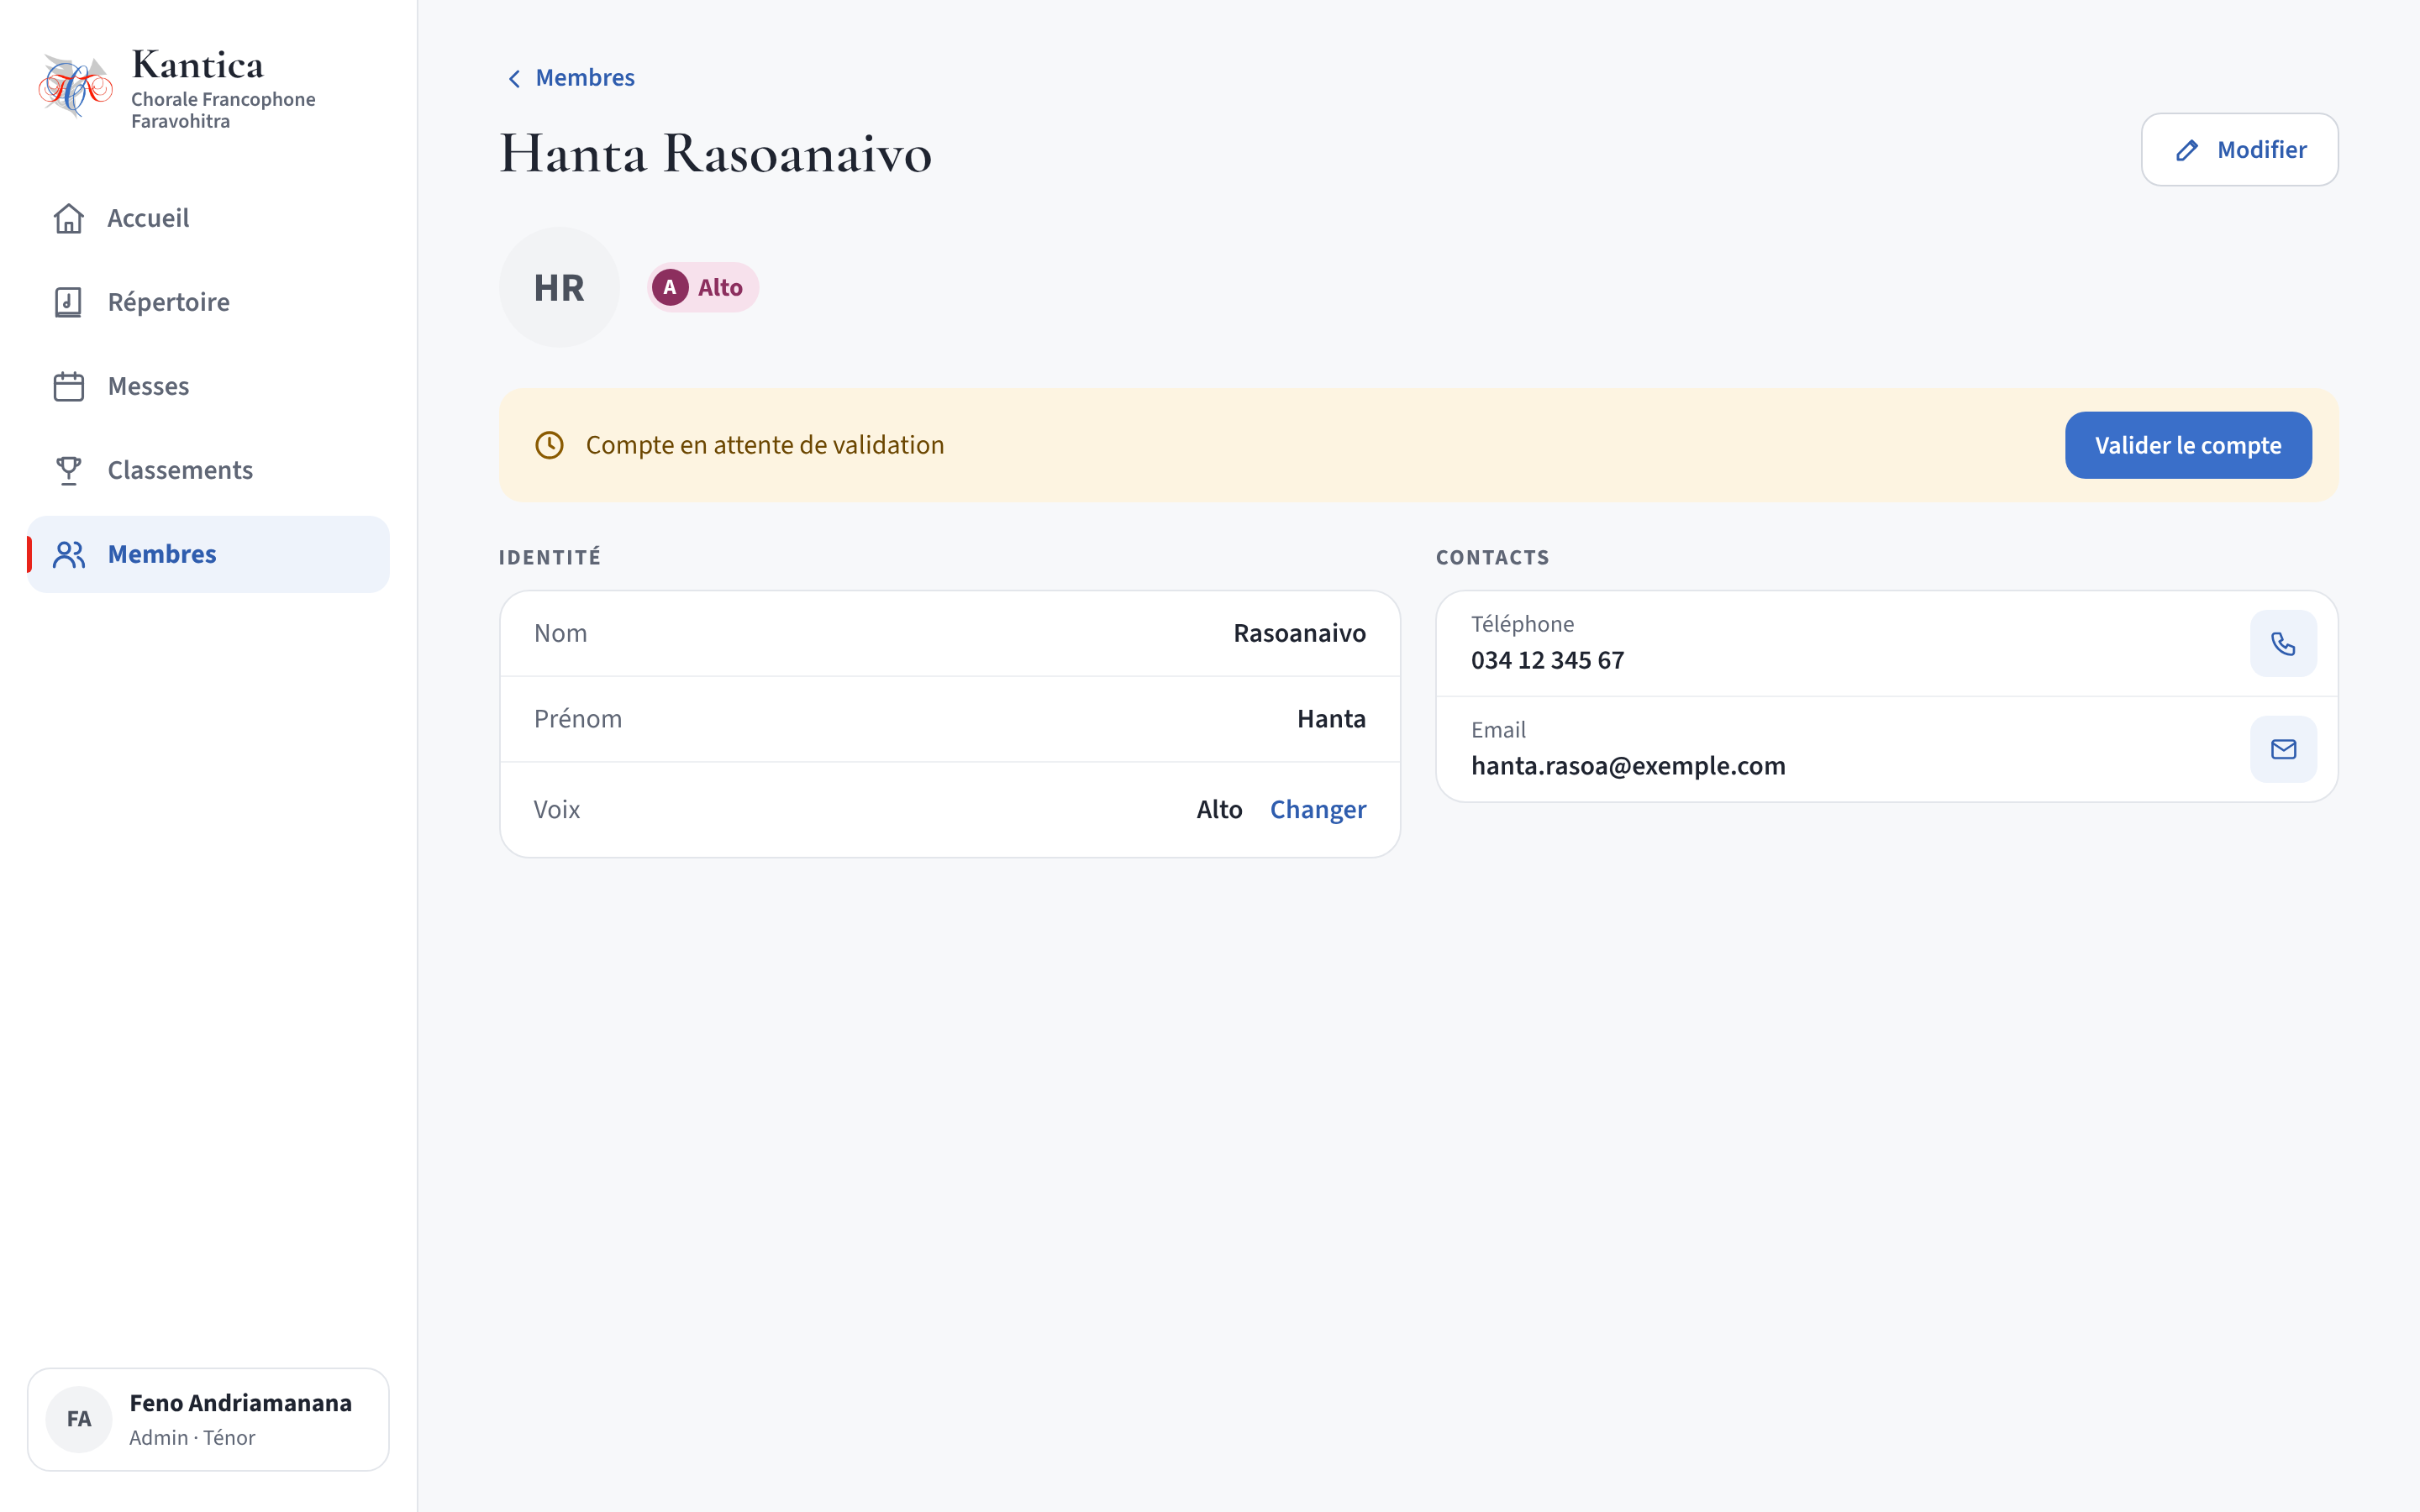 Kantica
Chorale Francophone
Faravohitra
Accueil
Répertoire
Messes
Classements
Membres
Feno Andriamanana
FA
Admin · Ténor
Membres
Hanta Rasoanaivo
Modifier
HR
A Alto
Compte en attente de validation
Valider le compte
IDENTITÉ
Nom Rasoanaivo
Prénom Hanta
Voix Alto Changer
CONTACTS
Téléphone
034 12 345 67
Email
hanta.rasoa@exemple.com